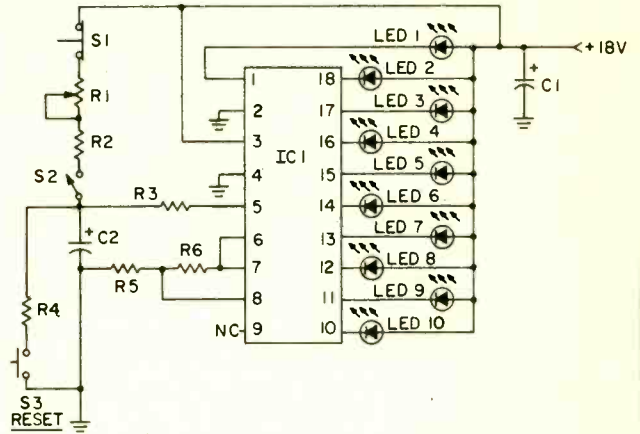 LED 1
+18V
S1
LED 2
1
18
+
C1
R1
LED 3
2
17
R2
LED 4
3
16
IC1
LED 5
S2
4
15
R3
LED 6
5
14
+
C2
LED 7
6
13
R6
LED 8
7
12
R5
LED 9
8
11
R4
NC
9
LED 10
10
S3
RESET